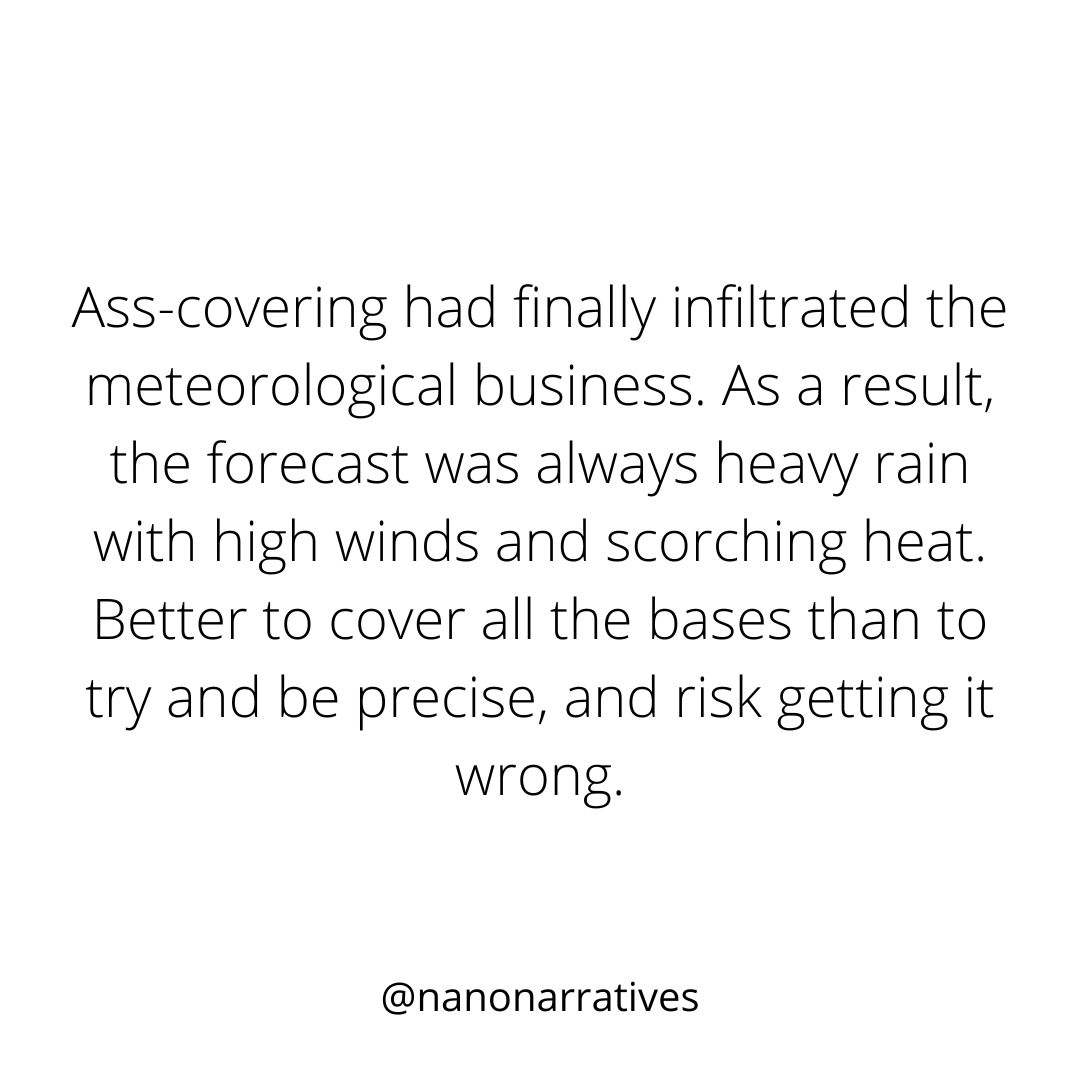 Ass-covering had finally infiltrated the
meteorological business. As a result,
the forecast was always heavy rain
with high winds and scorching heat.
Better to cover all the bases than to
try and be precise, and risk getting it
wrong.
@nanonarratives